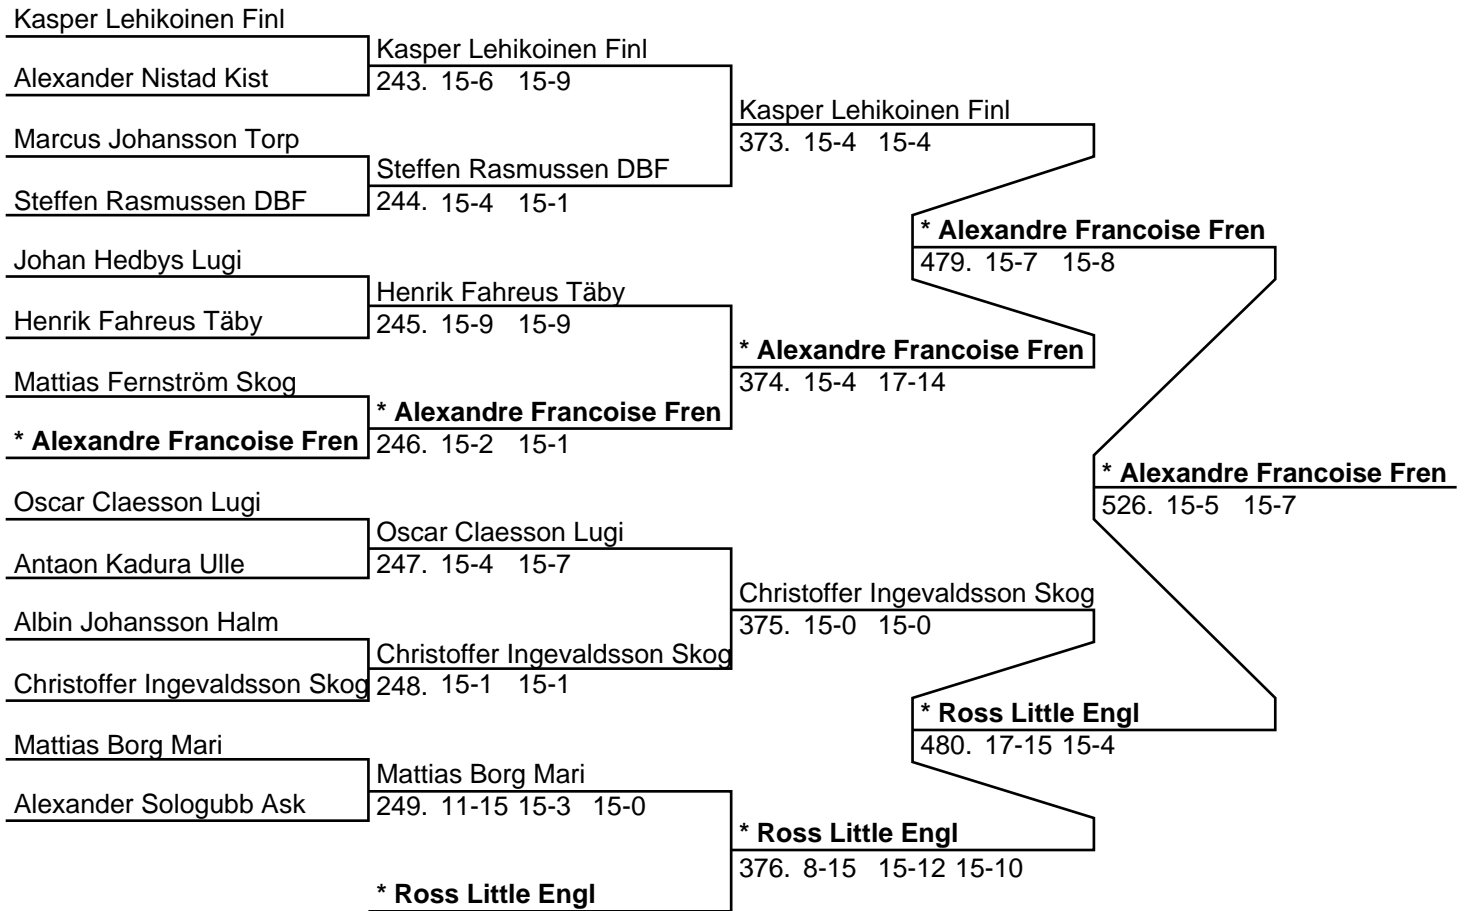 Kasper Lehikoinen Finl
Kasper Lehikoinen Finl
Alexander Nistad Kist
243. 15-6 15-9
Kasper Lehikoinen Finl
Marcus Johansson Torp
373. 15-4 15-4
Steffen Rasmussen DBF
Steffen Rasmussen DBF
244. 15-4 15-1
* Alexandre Francoise Fren
Johan Hedbys Lugi
479. 15-7 15-8
Henrik Fahreus Täby
Henrik Fahreus Täby
245. 15-9 15-9
* Alexandre Francoise Fren
Mattias Fernström Skog
374. 15-4 17-14
* Alexandre Francoise Fren
* Alexandre Francoise Fren
246. 15-2 15-1
* Alexandre Francoise Fren
Oscar Claesson Lugi
526. 15-5 15-7
Oscar Claesson Lugi
Antaon Kadura Ulle
247. 15-4 15-7
Christoffer Ingevaldsson Skog
Albin Johansson Halm
375. 15-0 15-0
Christoffer Ingevaldsson Skog
Christoffer Ingevaldsson Skog
248. 15-1 15-1
* Ross Little Engl
Mattias Borg Mari
480. 17-15 15-4
Mattias Borg Mari
Alexander Sologubb Ask
249. 11-15 15-3 15-0
* Ross Little Engl
376. 8-15 15-12 15-10
* Ross Little Engl